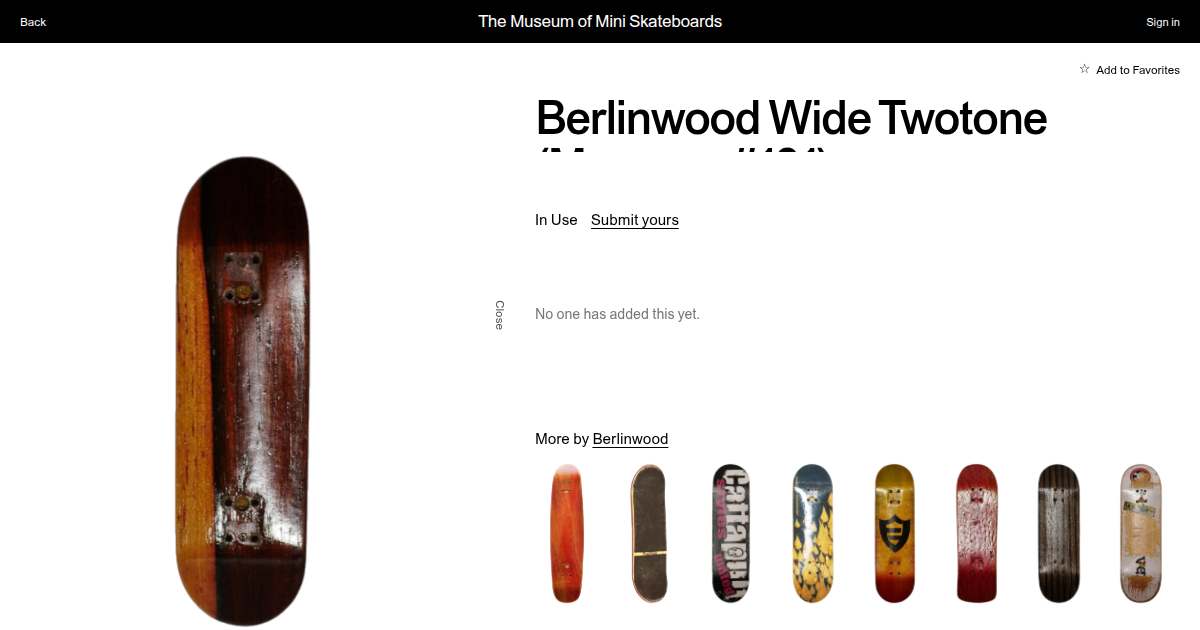 Back
The Museum of Mini Skateboards
Sign in
☆ Add to Favorites
Berlinwood Wide Twotone
In Use Submit yours
Close
No one has added this yet.
More by Berlinwood